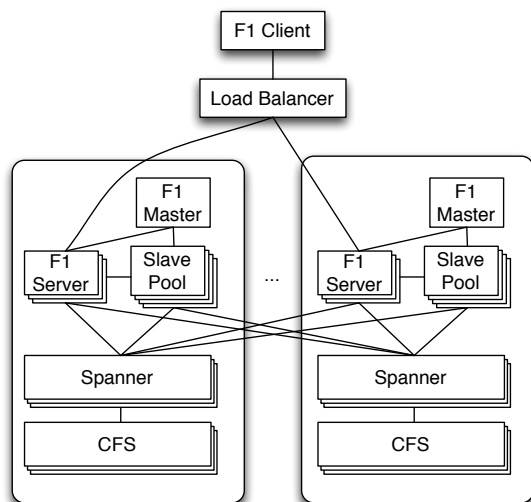 F1 Client
Load Balancer
F1
Master
F1
Server
Slave
Pool
Spanner
CFS
...
F1
Master
F1
Server
Slave
Pool
Spanner
CFS